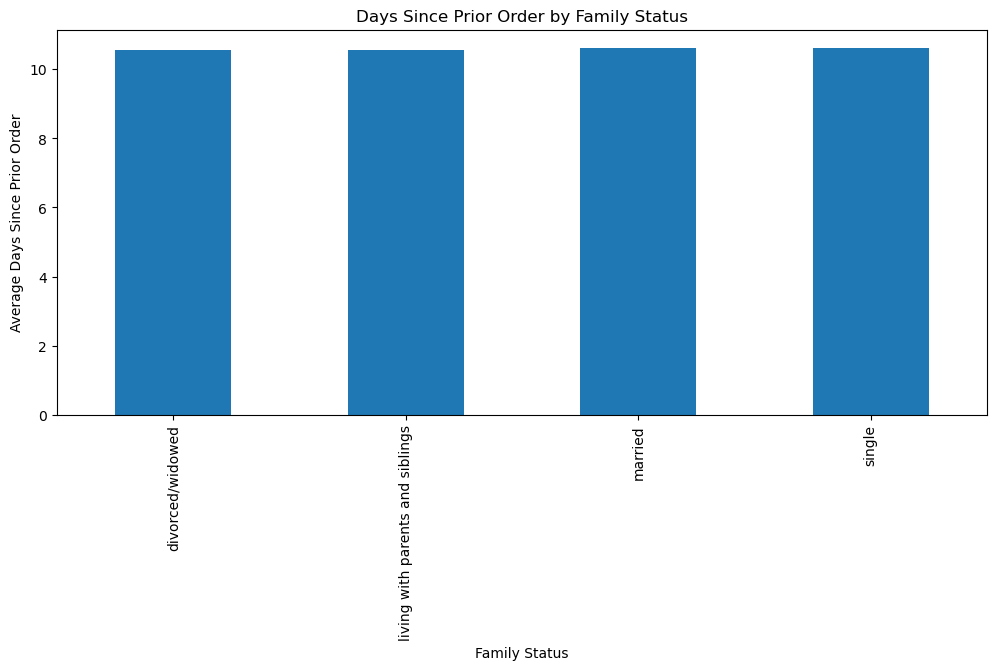 Days Since Prior Order by Family Status
Average Days Since Prior Order
10
8
6
4
2
0
divorced/widowed
living with parents and siblings
married
single
Family Status